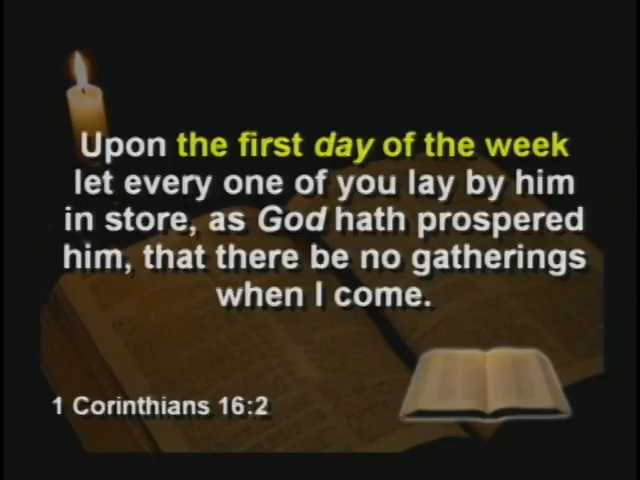 Upon the first day of the week
let every one of you lay by him
in store, as God hath prospered
him, that there be no gatherings
when I come.
1 Corinthians 16:2